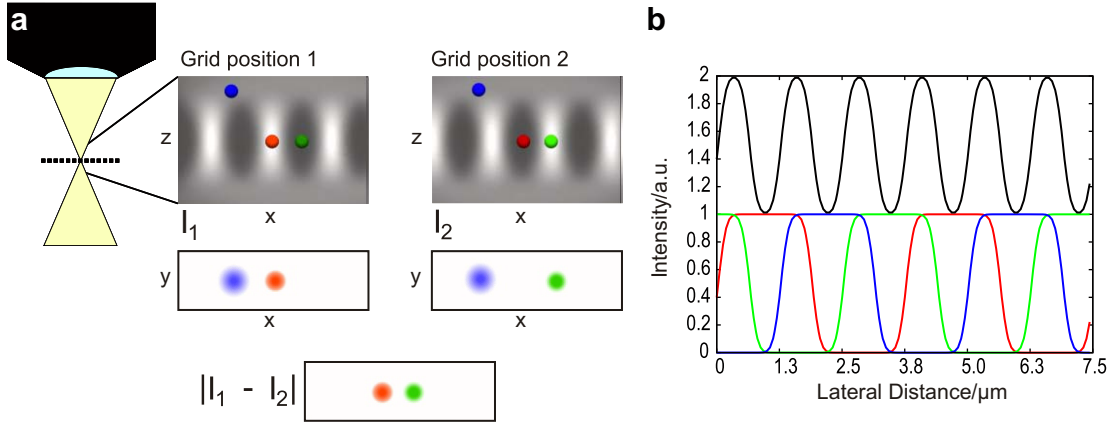 a
Grid position 1
Grid position 2
z
z
x
x
I1
I2
y
y
x
x
|I1 - I2|
b
Intensity/a.u.
2
1.8
1.6
1.4
1.2
1
0.8
0.6
0.4
0.2
0
0 1.3 2.5 3.8 5.0 6.3 7.5
Lateral Distance/μm